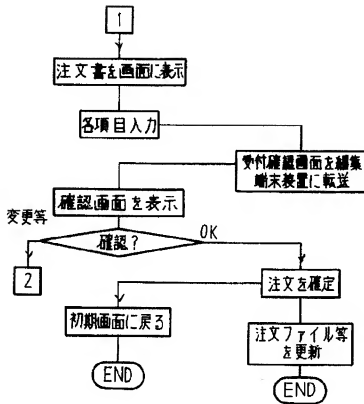 1
注文書を画面に表示
各項目入力
受付確認画面を編集
端末装置に転送
確認画面を表示
変更等
確認?
OK
2
注文を確定
初期画面に戻る
注文ファイル等
を更新
END
END